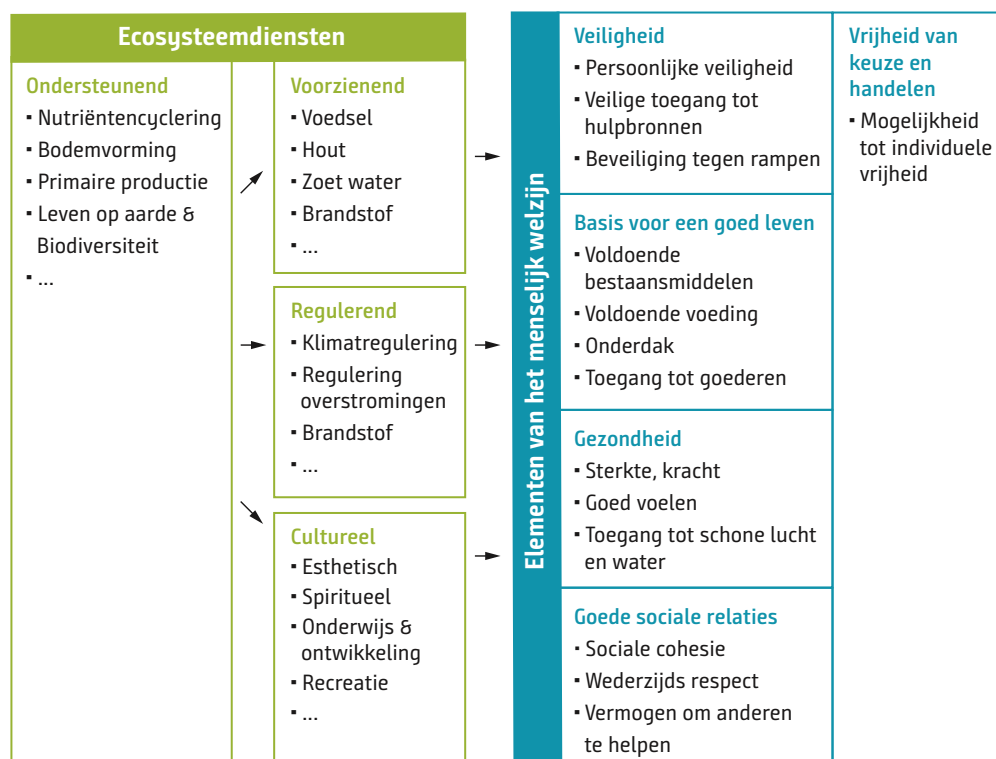 Ecosysteemdiensten
Ondersteunend
▪ Nutriëntencyclering
▪ Bodemvorming
▪ Primaire productie
▪ Leven op aarde &
Biodiversiteit
▪ ...
Voorzienend
▪ Voedsel
▪ Hout
▪ Zoet water
▪ Brandstof
▪ ...
Regulerend
▪ Klimatregulering
▪ Regulering
overstromingen
▪ Brandstof
▪ ...
Cultureel
▪ Esthetisch
▪ Spiritueel
▪ Onderwijs &
ontwikkeling
▪ Recreatie
▪ ...
Elementen van het menselijk welzijn
Veiligheid
▪ Persoonlijke veiligheid
▪ Veilige toegang tot
hulpbronnen
▪ Beveiliging tegen rampen
Basis voor een goed leven
▪ Voldoende
bestaansmiddelen
▪ Voldoende voeding
▪ Onderdak
▪ Toegang tot goederen
Gezondheid
▪ Sterkte, kracht
▪ Goed voelen
▪ Toegang tot schone lucht
en water
Goede sociale relaties
▪ Sociale cohesie
▪ Wederzijds respect
▪ Vermogen om anderen
te helpen
Vrijheid van
keuze en
handelen
▪ Mogelijkheid
tot individuele
vrijheid